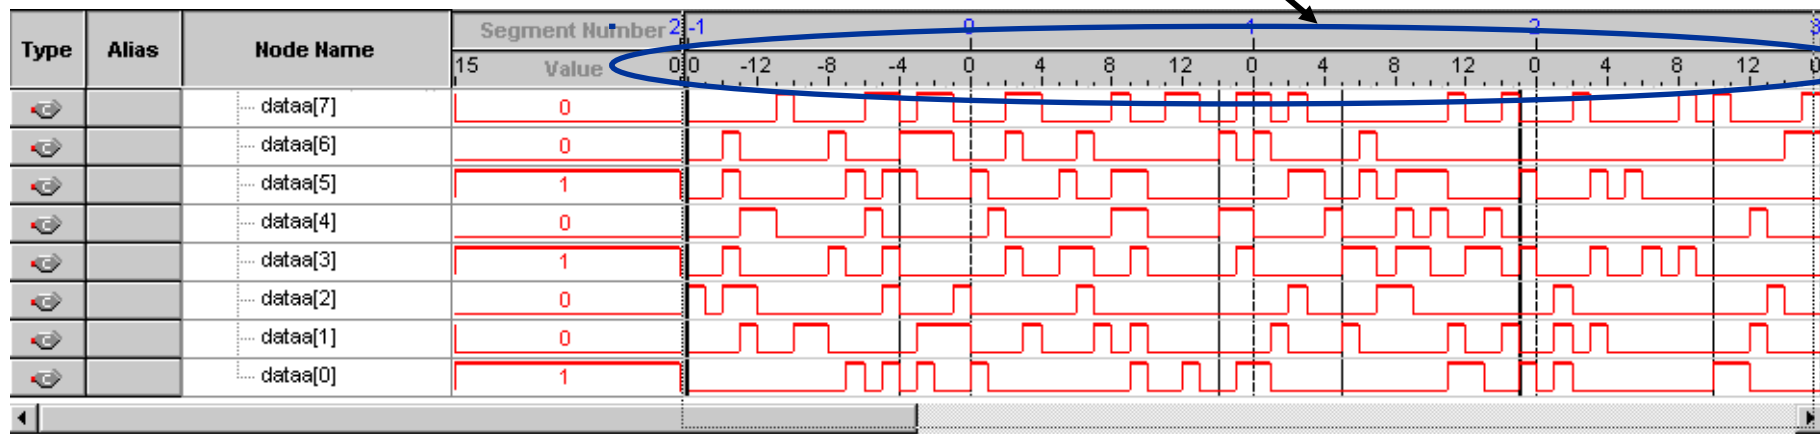 Segment Number 2 -1 0 1 2 3
Type Alias Node Name
15 Value 0 0 -12 -8 -4 0 4 8 12 0 4 8 12 0 4 8 12 0
dataa[7] 0
dataa[6] 0
dataa[5] 1
dataa[4] 0
dataa[3] 1
dataa[2] 0
dataa[1] 0
dataa[0] 1